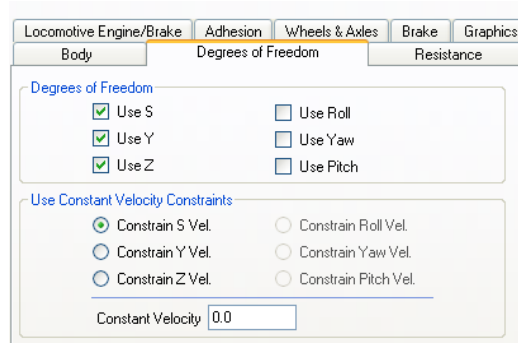 Locomotive Engine/Brake Adhesion Wheels & Axles Brake Graphics
Body Degrees of Freedom Resistance
Degrees of Freedom
Use S Use Roll
Use Y Use Yaw
Use Z Use Pitch
Use Constant Velocity Constraints
Constrain S Vel. Constrain Roll Vel.
Constrain Y Vel. Constrain Yaw Vel.
Constrain Z Vel. Constrain Pitch Vel.
Constant Velocity 0.0